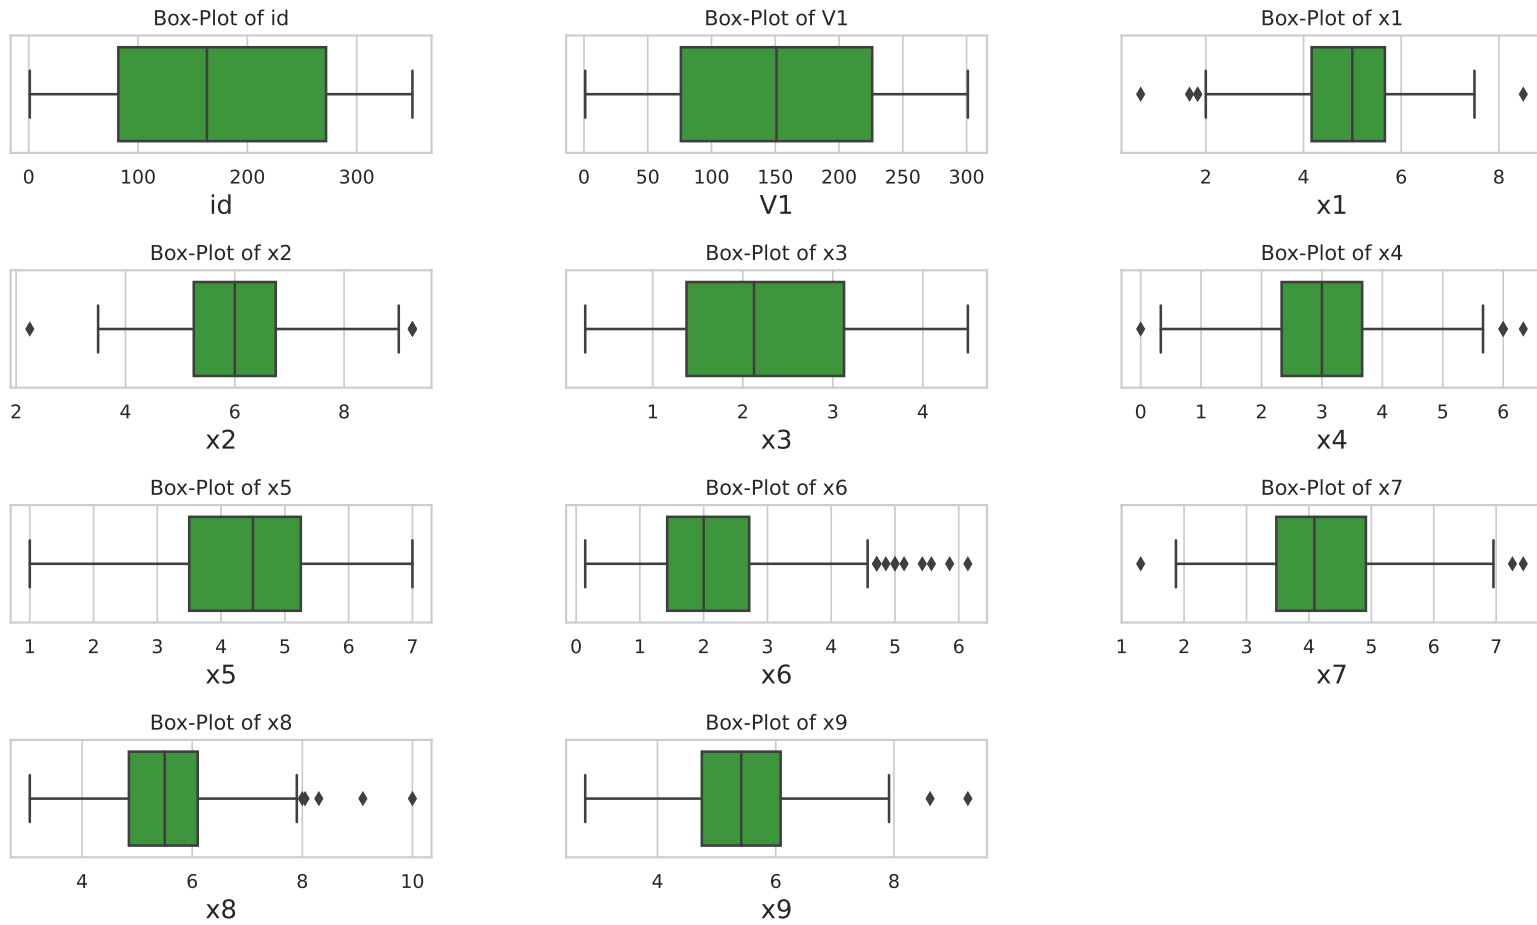 Box-Plot of id
0 100 200 300
id
Box-Plot of V1
0 50 100 150 200 250 300
V1
Box-Plot of x1
2 4 6 8
x1
Box-Plot of x2
2 4 6 8
x2
Box-Plot of x3
1 2 3 4
x3
Box-Plot of x4
0 1 2 3 4 5 6
x4
Box-Plot of x5
1 2 3 4 5 6 7
x5
Box-Plot of x6
0 1 2 3 4 5 6
x6
Box-Plot of x7
1 2 3 4 5 6 7
x7
Box-Plot of x8
4 6 8 10
x8
Box-Plot of x9
4 6 8
x9